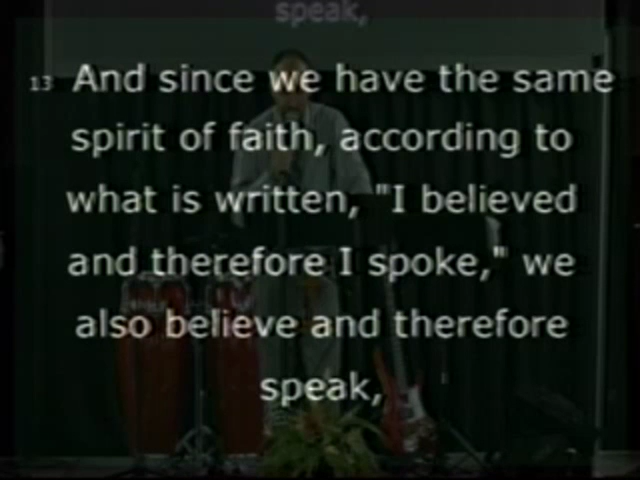 speak,
13 And since we have the same
spirit of faith, according to
what is written, "I believed
and therefore I spoke," we
also believe and therefore
speak,